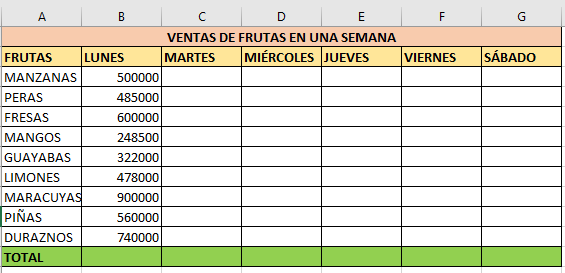 A B C D E F G
VENTAS DE FRUTAS EN UNA SEMANA
FRUTAS LUNES MARTES MIÉRCOLES JUEVES VIERNES SÁBADO
MANZANAS 500000
PERAS 485000
FRESAS 600000
MANGOS 248500
GUAYABAS 322000
LIMONES 478000
MARACUYAS 900000
PIÑAS 560000
DURAZNOS 740000
TOTAL